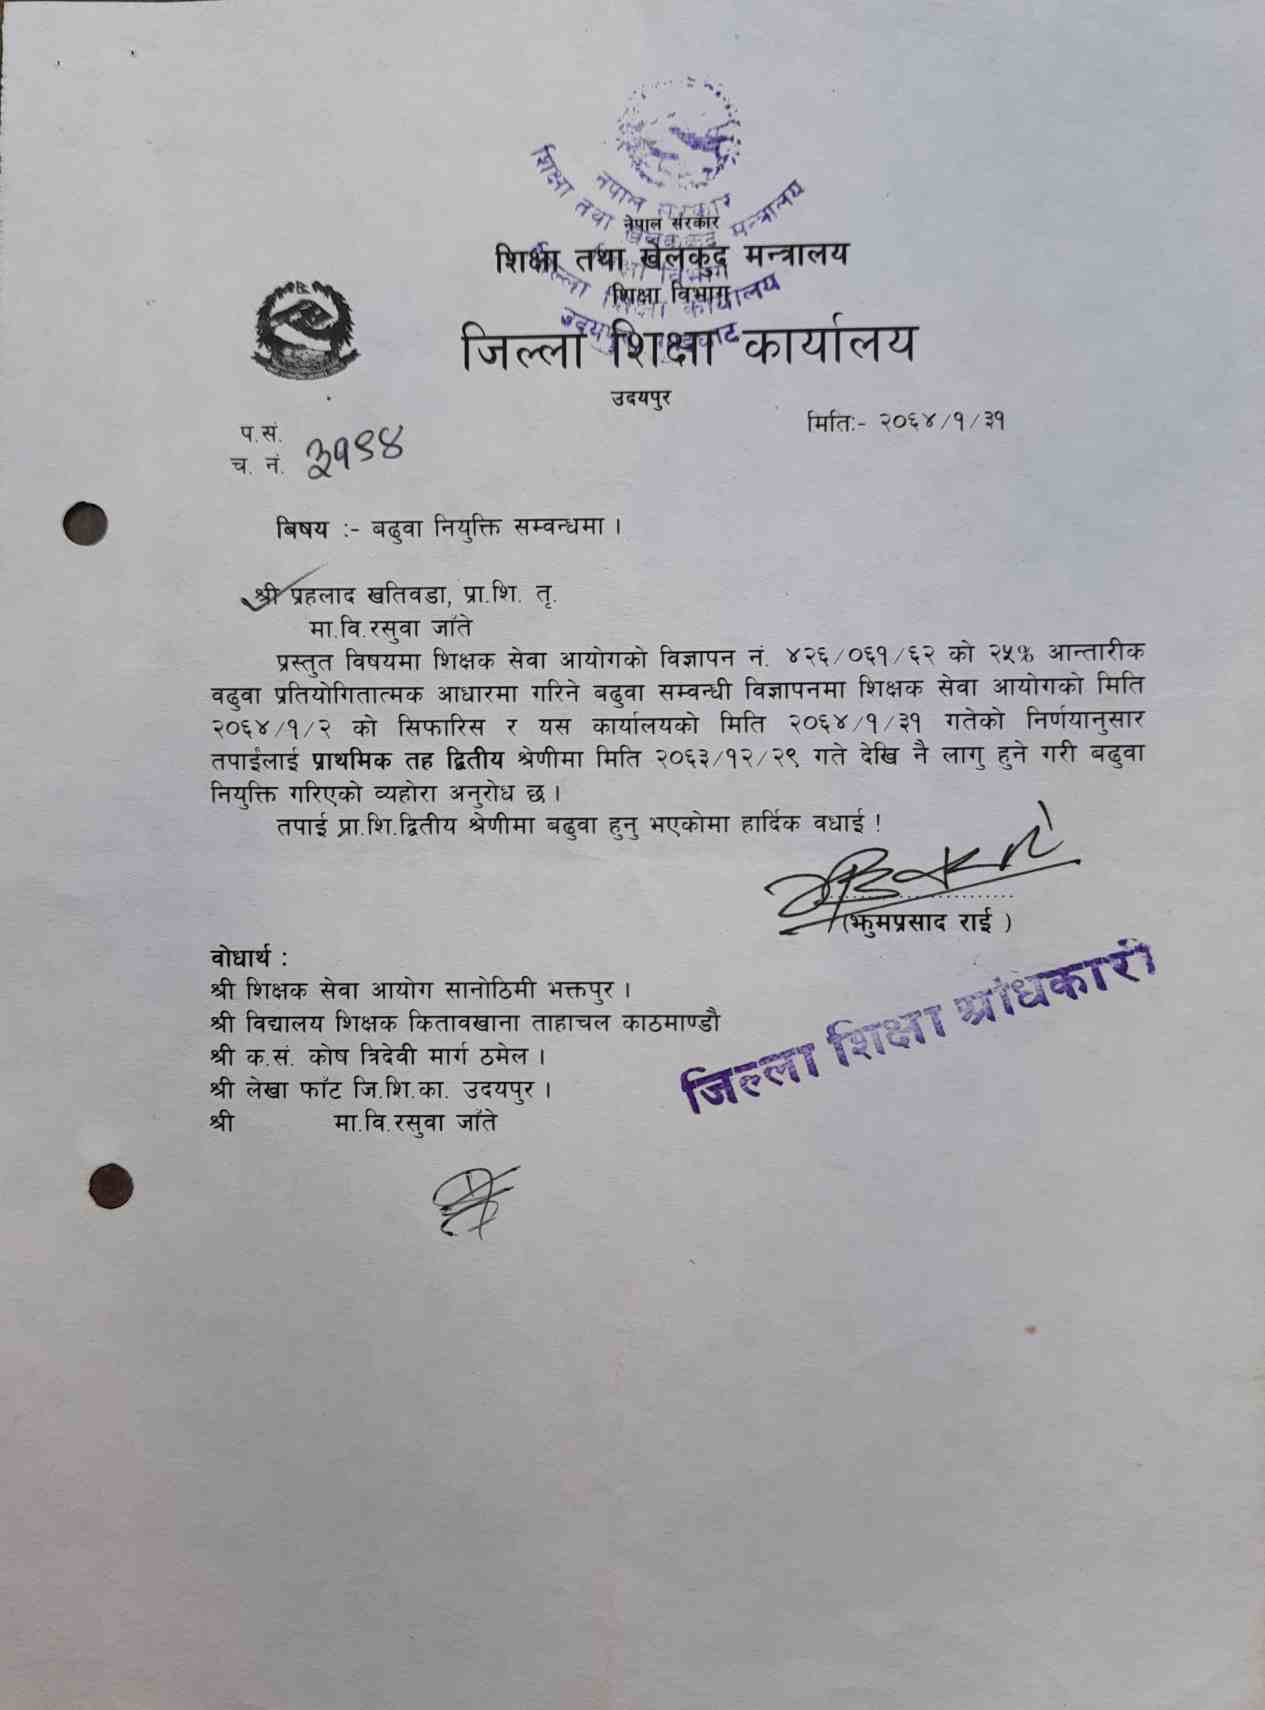 नेपाल सरकार
शिक्षा तथा खेलकुद मन्त्रालय
शिक्षा विभाग
जिल्ला शिक्षा कार्यालय
उदयपुर
मिति:- २०६४/१/३१
प.सं.
च. नं. ३१९४
बिषय :- बढुवा नियुक्ति सम्वन्धमा ।
श्री प्रहलाद खतिवडा, प्रा.शि. तृ.
मा.वि.रसुवा जाँते
प्रस्तुत विषयमा शिक्षक सेवा आयोगको विज्ञापन नं. ४२६/०६१/६२ को २५% आन्तारीक
वढुवा प्रतियोगितात्मक आधारमा गरिने बढुवा सम्वन्धी विज्ञापनमा शिक्षक सेवा आयोगको मिति
२०६४/१/२ को सिफारिस र यस कार्यालयको मिति २०६४/१/३१ गतेको निर्णयानुसार
तपाईंलाई प्राथमिक तह द्वितीय श्रेणीमा मिति २०६३/१२/२९ गते देखि नै लागु हुने गरी बढुवा
नियुक्ति गरिएको व्यहोरा अनुरोध छ ।
तपाई प्रा.शि.द्वितीय श्रेणीमा बढुवा हुनु भएकोमा हार्दिक वधाई !
(झुमप्रसाद राई )
जिल्ला शिक्षा अधिकारी
वोधार्थ :
श्री शिक्षक सेवा आयोग सानोठिमी भक्तपुर ।
श्री विद्यालय शिक्षक कितावखाना ताहाचल काठमाण्डौ
श्री क.सं. कोष त्रिदेवी मार्ग ठमेल ।
श्री लेखा फाँट जि.शि.का. उदयपुर ।
श्री मा.वि.रसुवा जाँते